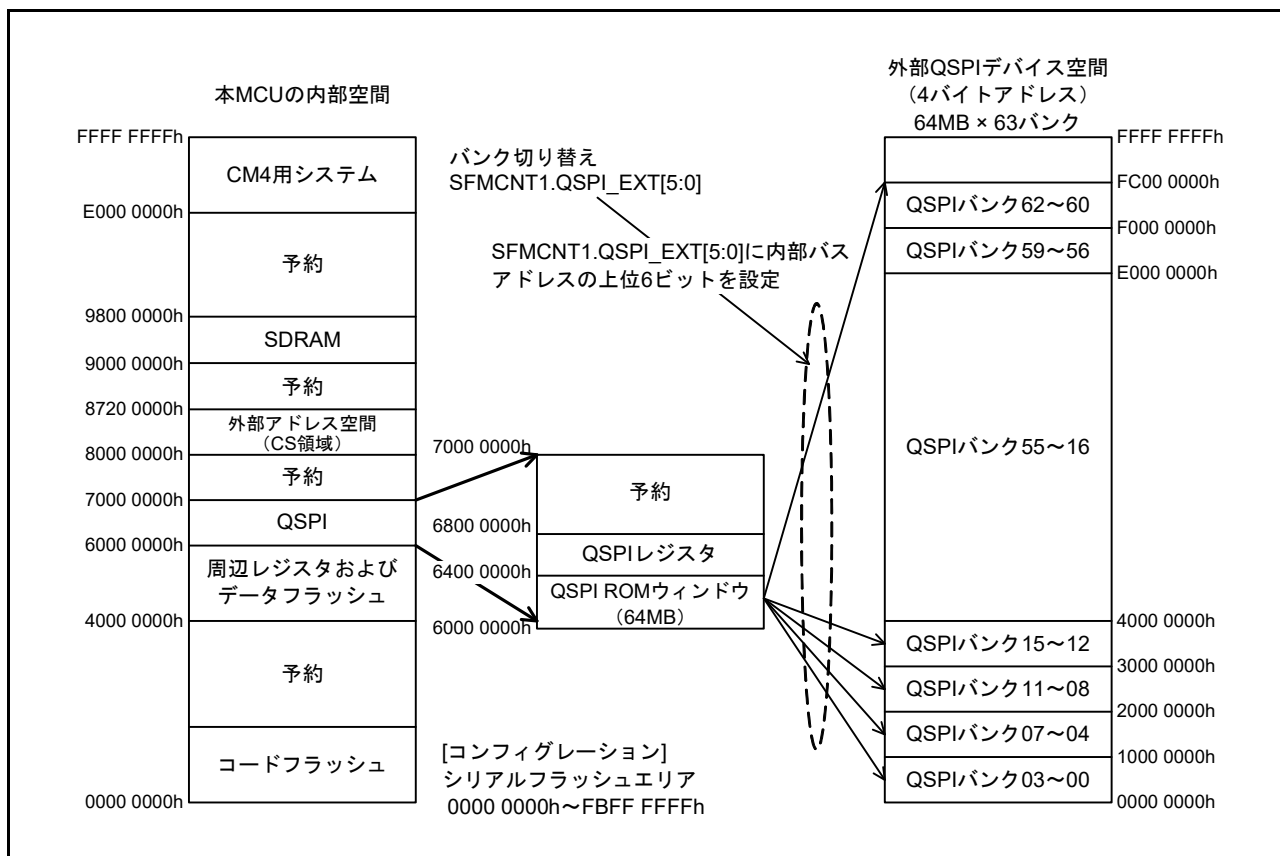 本MCUの内部空間
FFFF FFFFh
CM4用システム
E000 0000h
予約
9800 0000h
SDRAM
9000 0000h
予約
8720 0000h
外部アドレス空間
（CS領域）
8000 0000h
予約
7000 0000h
QSPI
6000 0000h
周辺レジスタおよび
データフラッシュ
4000 0000h
予約
コードフラッシュ
0000 0000h
バンク切り替え
SFMCNT1.QSPI_EXT[5:0]
SFMCNT1.QSPI_EXT[5:0]に内部バス
アドレスの上位6ビットを設定
7000 0000h
予約
6800 0000h
QSPIレジスタ
6400 0000h
QSPI ROMウィンドウ
（64MB）
6000 0000h
[コンフィグレーション]
シリアルフラッシュエリア
0000 0000h～FBFF FFFFh
外部QSPIデバイス空間
（4バイトアドレス）
64MB × 63バンク
FFFF FFFFh
FC00 0000h
QSPIバンク62～60
F000 0000h
QSPIバンク59～56
E000 0000h
QSPIバンク55～16
4000 0000h
QSPIバンク15～12
3000 0000h
QSPIバンク11～08
2000 0000h
QSPIバンク07～04
1000 0000h
QSPIバンク03～00
0000 0000h